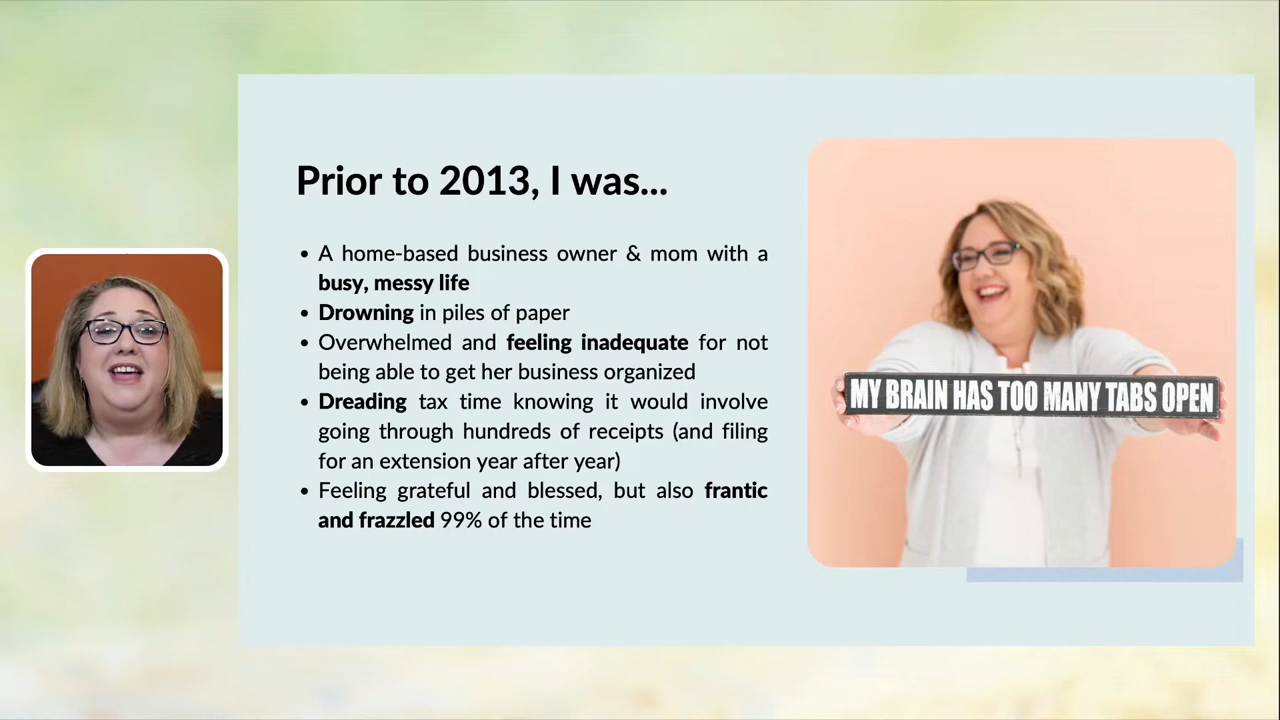 Prior to 2013, I was...
• A home-based business owner & mom with a
busy, messy life
• Drowning in piles of paper
• Overwhelmed and feeling inadequate for not
being able to get her business organized
• Dreading tax time knowing it would involve
going through hundreds of receipts (and filing
for an extension year after year)
• Feeling grateful and blessed, but also frantic
and frazzled 99% of the time
MY BRAIN HAS TOO MANY TABS OPEN